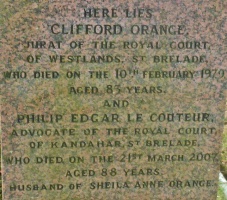 HERE LIES
CLIFFORD ORANGE,
JURAT OF THE ROYAL COURT,
OF WESTLANDS, ST BRELADE,
WHO DIED ON THE 10TH FEBRUARY 1979
AGED 83 YEARS.
AND
PHILIP EDGAR LE COUTEUR,
ADVOCATE OF THE ROYAL COURT
OF KANDAHAR, ST BRELADE,
WHO DIED ON THE 21ST MARCH 2007
AGED 88 YEARS.
HUSBAND OF SHEILA ANNE ORANGE.